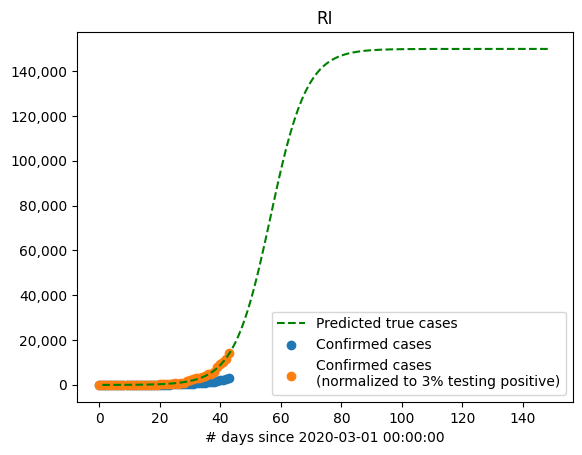 RI
140,000
120,000
100,000
80,000
60,000
40,000
20,000
0
Predicted true cases
Confirmed cases
Confirmed cases
(normalized to 3% testing positive)
0 20 40 60 80 100 120 140
# days since 2020-03-01 00:00:00